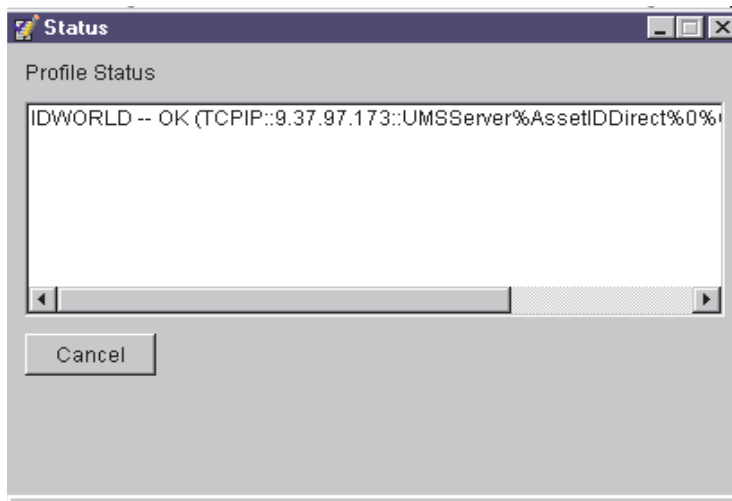 Status
Profile Status
IDWORLD -- OK (TCPIP::9.37.97.173::UMSServer%AssetIDDirect%0%
Cancel